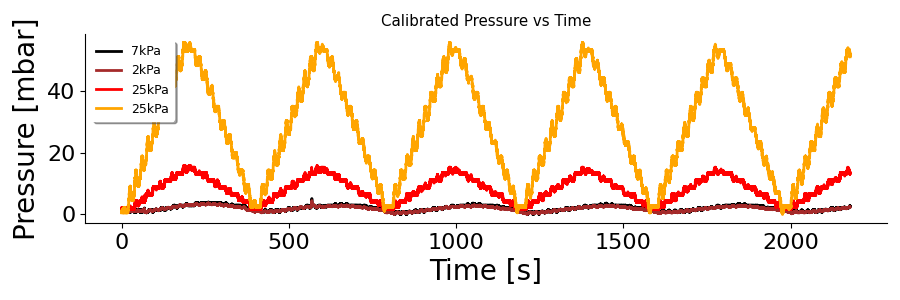 Calibrated Pressure vs Time
Pressure [mbar]
40
20
0
7kPa
2kPa
25kPa
25kPa
0
500
1000
1500
2000
Time [s]